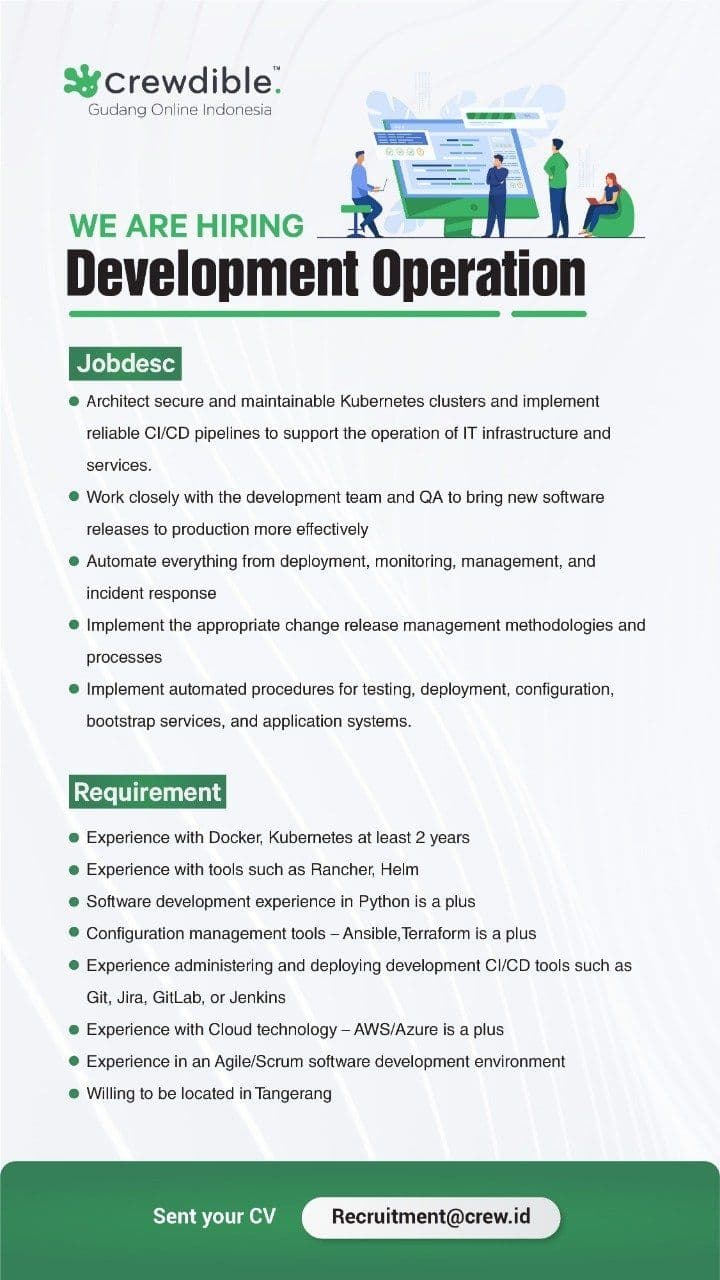 crewdible.™
Gudang Online Indonesia
WE ARE HIRING
Development Operation
Jobdesc
Architect secure and maintainable Kubernetes clusters and implement
reliable CI/CD pipelines to support the operation of IT infrastructure and
services.
Work closely with the development team and QA to bring new software
releases to production more effectively
Automate everything from deployment, monitoring, management, and
incident response
Implement the appropriate change release management methodologies and
processes
Implement automated procedures for testing, deployment, configuration,
bootstrap services, and application systems.
Requirement
Experience with Docker, Kubernetes at least 2 years
Experience with tools such as Rancher, Helm
Software development experience in Python is a plus
Configuration management tools – Ansible,Terraform is a plus
Experience administering and deploying development CI/CD tools such as
Git, Jira, GitLab, or Jenkins
Experience with Cloud technology – AWS/Azure is a plus
Experience in an Agile/Scrum software development environment
Willing to be located in Tangerang
Sent your CV Recruitment@crew.id